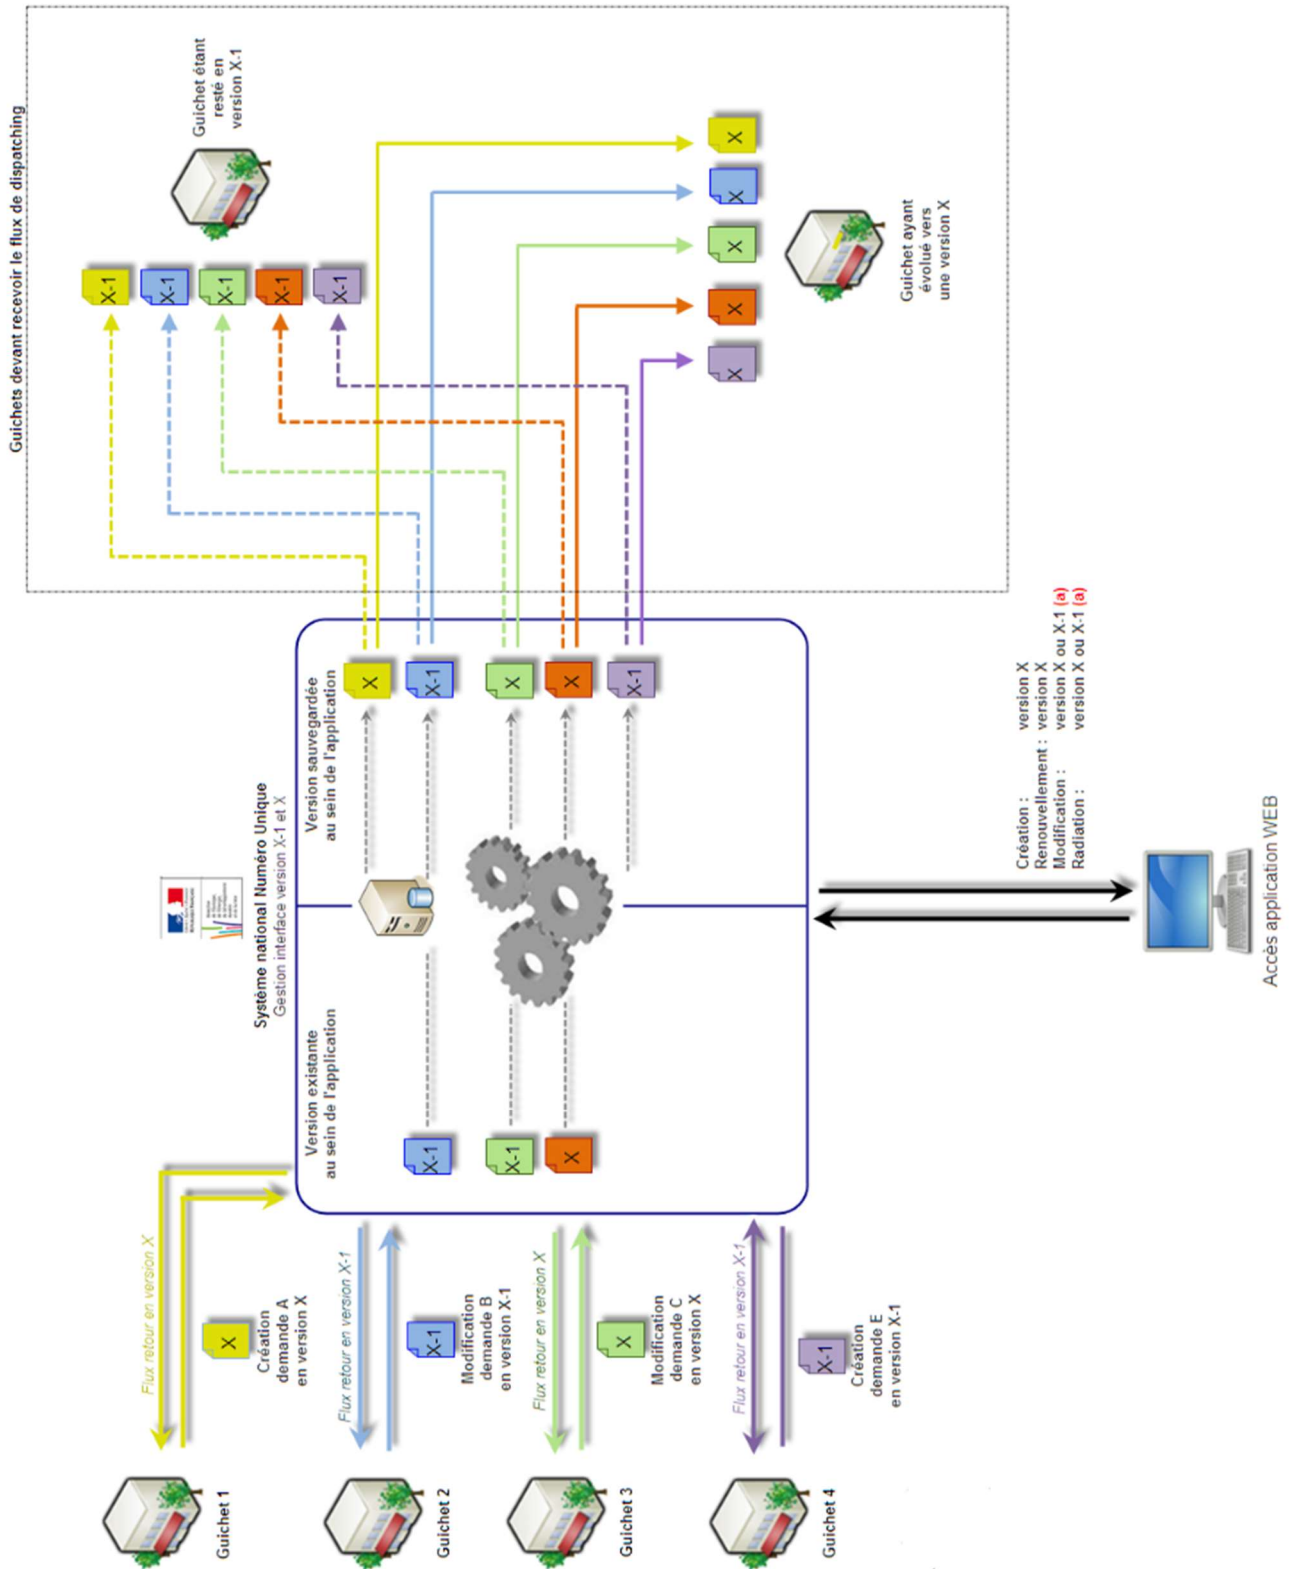 Guichets devant recevoir le flux de dispatching
Système national Numéro Unique
Gestion interface version X-1 et X
Guichet 1
Flux retour en version X
X
Création
demande A
en version X
Guichet 2
Flux retour en version X-1
X-1
Modification
demande B
en version X-1
Guichet 3
Flux retour en version X
X
Modification
demande C
en version X
Guichet 4
Flux retour en version X-1
X-1
Création
demande E
en version X-1
Version existante
au sein de l'application
X-1
X-1
X
Version sauvegardée
au sein de l'application
X
X-1
X
X
X-1
X-1
X-1
X-1
X-1
X-1
Guichet étant
resté en
version X-1
X
X
X
X
X
Guichet ayant
évolué vers
une version X
Création : version X
Renouvellement : version X
Modification : version X ou X-1 (a)
Radiation : version X ou X-1 (a)
Accès application WEB